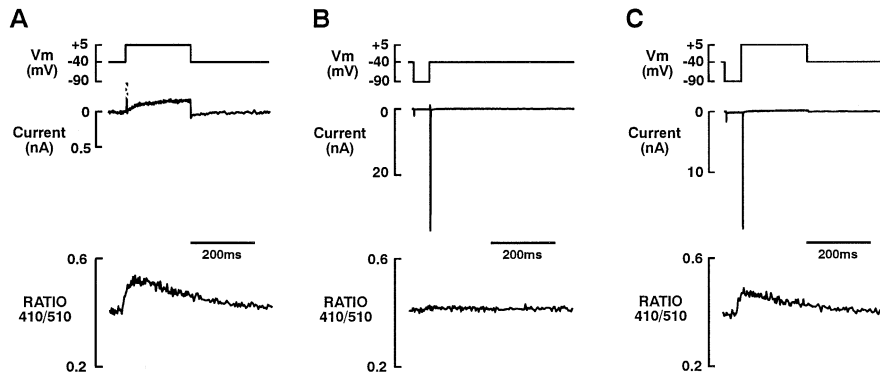 A
Vm
(mV)
+5
-40
-90
0
Current
(nA)
0.5
200ms
0.6
RATIO
410/510
0.2
B
Vm
(mV)
+5
-40
-90
0
Current
(nA)
20
200ms
0.6
RATIO
410/510
0.2
C
Vm
(mV)
+5
-40
-90
0
Current
(nA)
10
200ms
0.6
RATIO
410/510
0.2